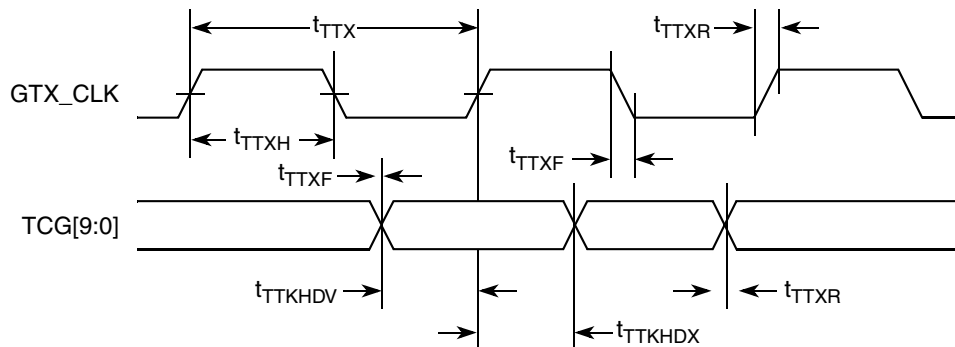 tTTX
tTTXR
GTX_CLK
tTTXH
tTTXF
tTTXF
TCG[9:0]
tTTKHDV
tTTXR
tTTKHDX